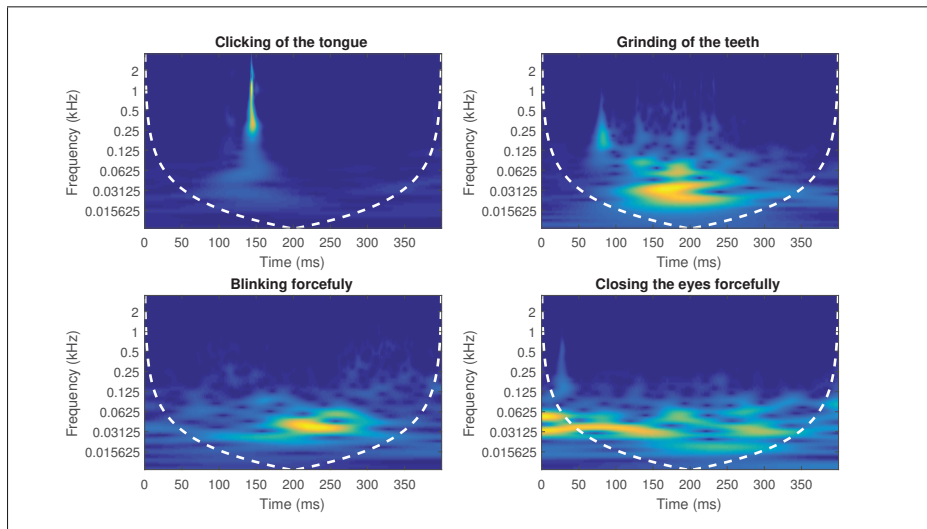 Clicking of the tongue
Frequency (kHz)
2
1
0.5
0.25
0.125
0.0625
0.03125
0.015625
0 50 100 150 200 250 300 350
Time (ms)
Grinding of the teeth
Frequency (kHz)
2
1
0.5
0.25
0.125
0.0625
0.03125
0.015625
0 50 100 150 200 250 300 350
Time (ms)
Blinking forcefuly
Frequency (kHz)
2
1
0.5
0.25
0.125
0.0625
0.03125
0.015625
0 50 100 150 200 250 300 350
Time (ms)
Closing the eyes forcefully
Frequency (kHz)
2
1
0.5
0.25
0.125
0.0625
0.03125
0.015625
0 50 100 150 200 250 300 350
Time (ms)